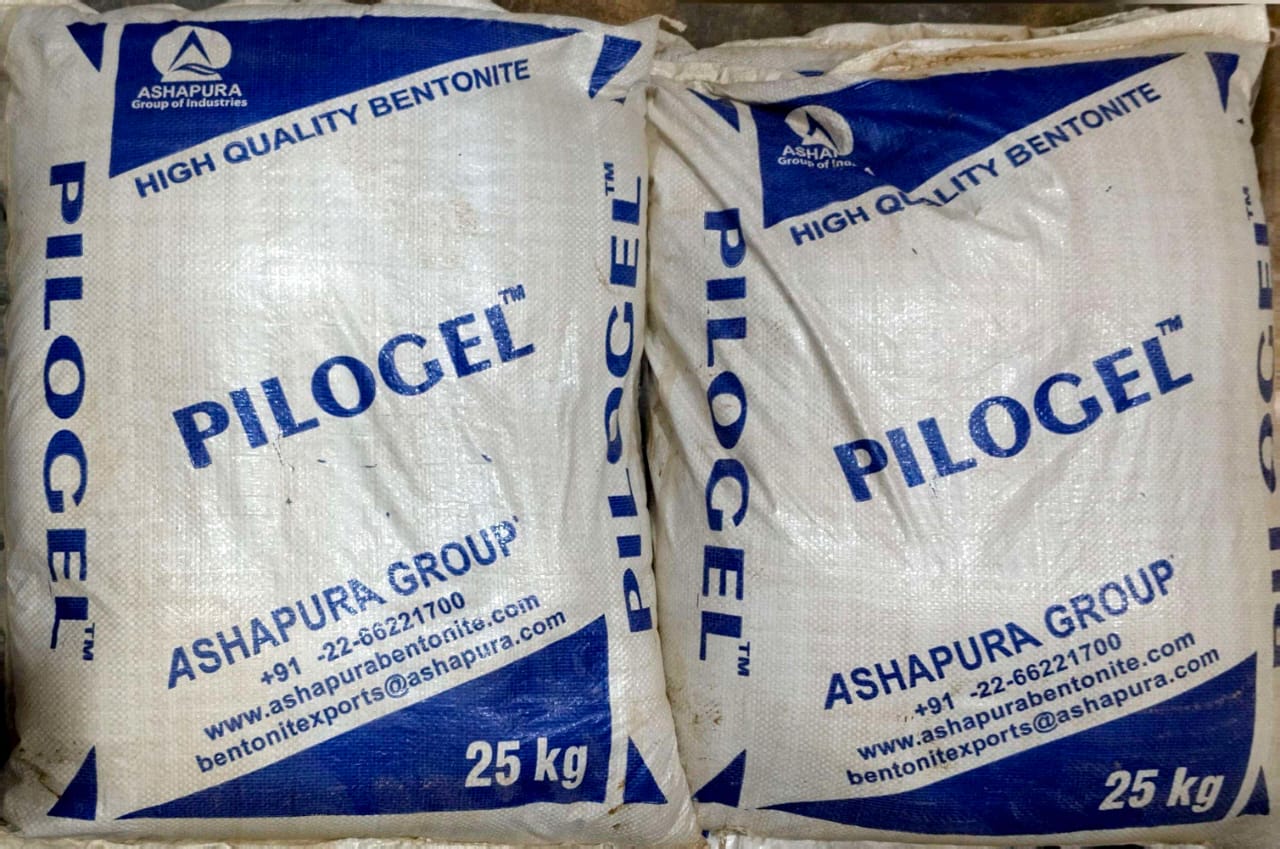 ASHAPURA
Group of Industries
HIGH QUALITY BENTONITE
PILOGEL™
PILOGEL™
PILOGEL™
ASHAPURA GROUP
+91 -22-66221700
www.ashapurabentonite.com
bentonitexports@ashapura.com
25 kg
Group of
HIGH QUALITY BENTONITE
PILOGEL™
PILOGEL™
PILOGEL™
ASHAPURA GROUP
+91 -22-66221700
www.ashapurabentonite.com
bentonitexports@ashapura.com
25 kg